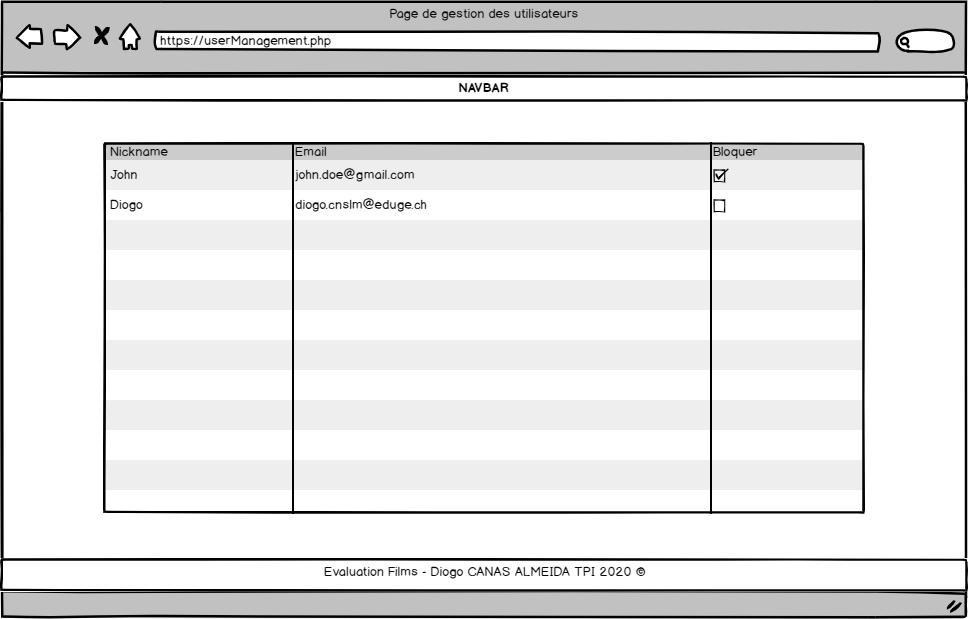 Page de gestion des utilisateurs
https://userManagement.php
NAVBAR
Nickname Email Bloquer
John john.doe@gmail.com
Diogo diogo.cnslm@eduge.ch
Evaluation Films - Diogo CANAS ALMEIDA TPI 2020 ©